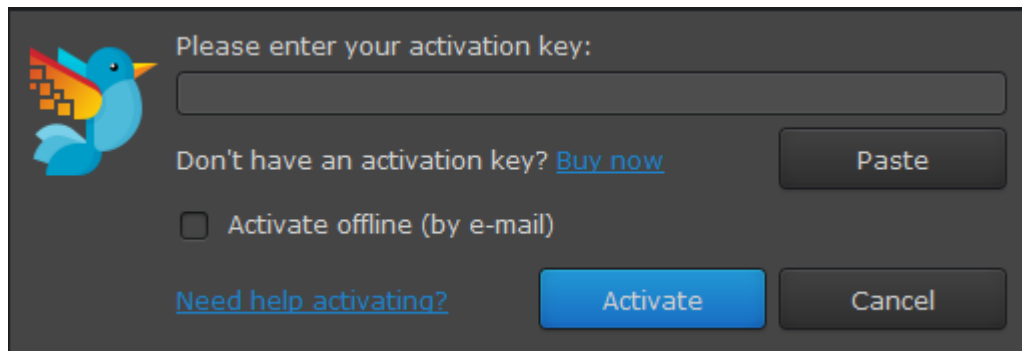 Please enter your activation key:
Don't have an activation key? Buy now
Paste
Activate offline (by e-mail)
Need help activating?
Activate
Cancel